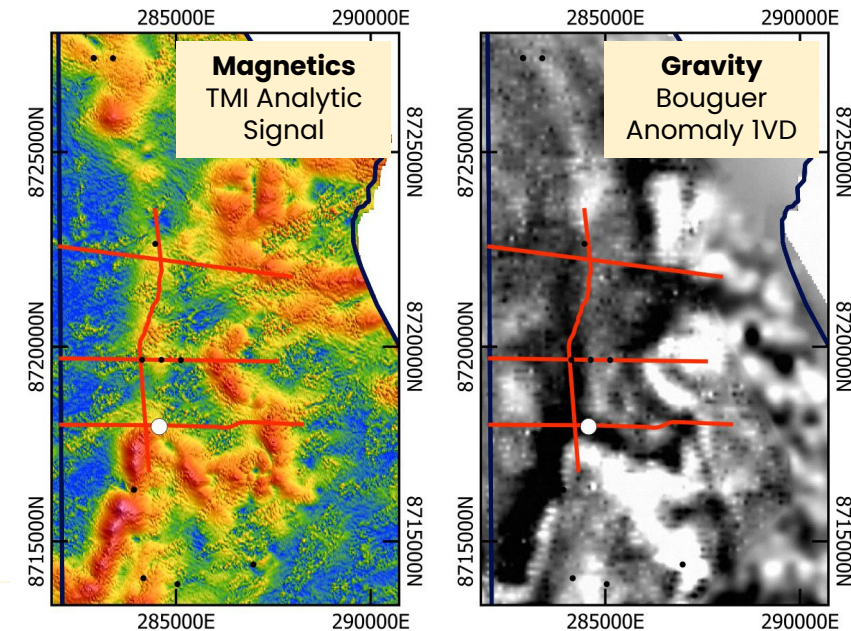 285000E 290000E 285000E 290000E
Magnetics
TMI Analytic
Signal
Gravity
Bouguer
Anomaly 1VD
8725000N 8725000N 8725000N 8725000N
8720000N 8720000N 8720000N 8720000N
8715000N 8715000N 8715000N 8715000N
285000E 290000E 285000E 290000E